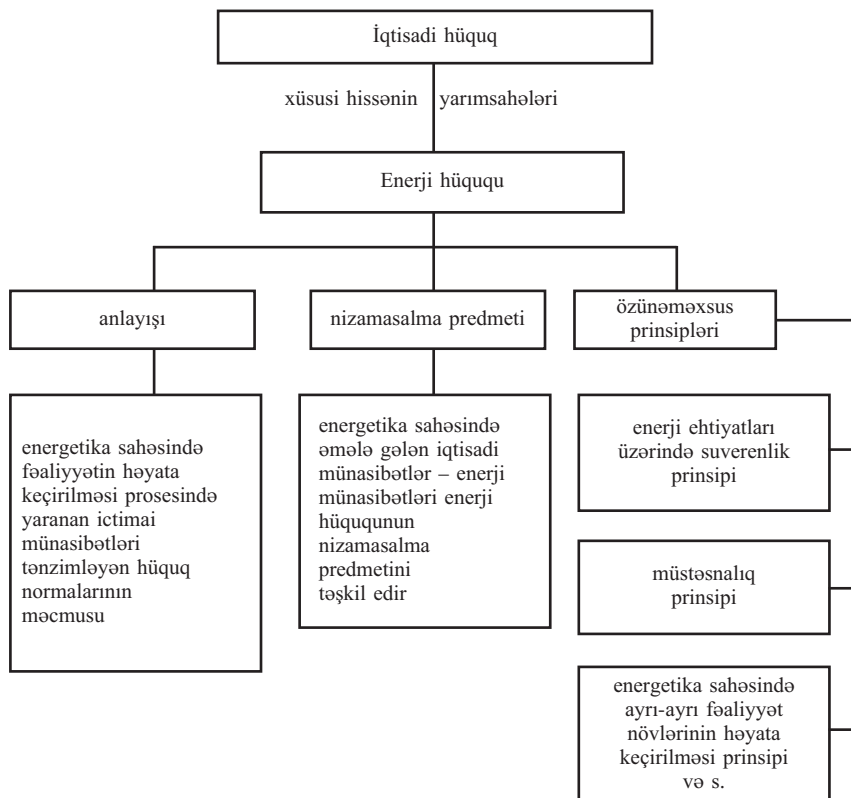 İqtisadi hüquq
xüsusi hissənin yarımsahələri
Enerji hüququ
anlayışı
nizamasalma predmeti
özünəməxsus
prinsipləri
energetika sahəsində
fəaliyyətin həyata
keçirilməsi prosesində
yaranan ictimai
münasibətləri
tənzimləyən hüquq
normalarının
məcmusu
energetika sahəsində
əmələ gələn iqtisadi
münasibətlər – enerji
münasibətləri enerji
hüququnun
nizamasalma
predmetini
təşkil edir
enerji ehtiyatları
üzərində suverenlik
prinsipi
müstəsnalıq
prinsipi
energetika sahəsində
ayrı-ayrı fəaliyyət
növlərinin həyata
keçirilməsi prinsipi
və s.